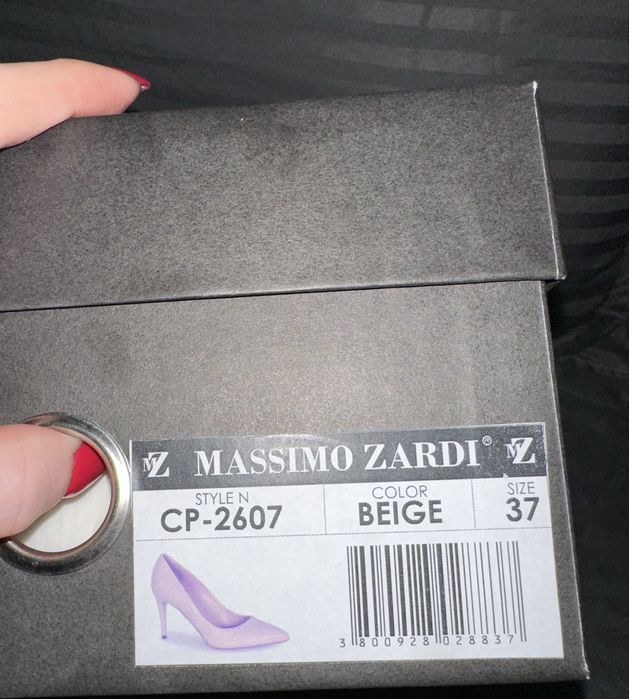 MZ MASSIMO ZARDI® MZ
STYLE N COLOR SIZE
CP-2607 BEIGE 37
3 800928 028837